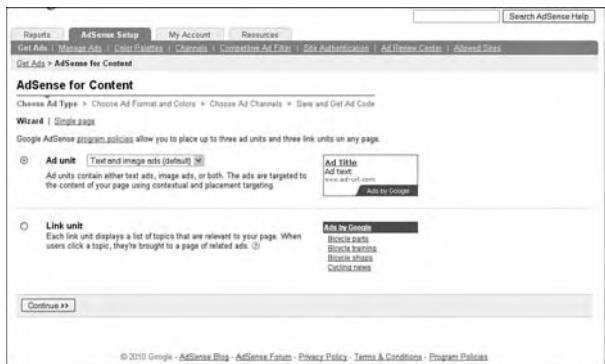 Search AdSense Help
Reports AdSense Setup My Account Resources
Get Ads | Manage Ads | Color Palettes | Channels | Competitive Ad Filter | Site Authentication | Ad Review Center | Allowed Sites
Get Ads > AdSense for Content
AdSense for Content
Choose Ad Type > Choose Ad Format and Colors > Choose Ad Channels > Save and Get Ad Code
Wizard | Single page
Google AdSense program policies allow you to place up to three ad units and three link units on any page.
Ad unit Text and image ads (default)
Ad units contain either text ads, image ads, or both. The ads are targeted to
the content of your page using contextual and placement targeting.
Ad Title
Ad text
www.ad-url.com
Ads by Google
Link unit
Each link unit displays a list of topics that are relevant to your page. When
users click a topic, they're brought to a page of related ads. (?)
Ads by Google
Bicycle parts
Bicycle training
Bicycle shops
Cycling news
Continue >>
© 2010 Google - AdSense Blog - AdSense Forum - Privacy Policy - Terms & Conditions - Program Policies